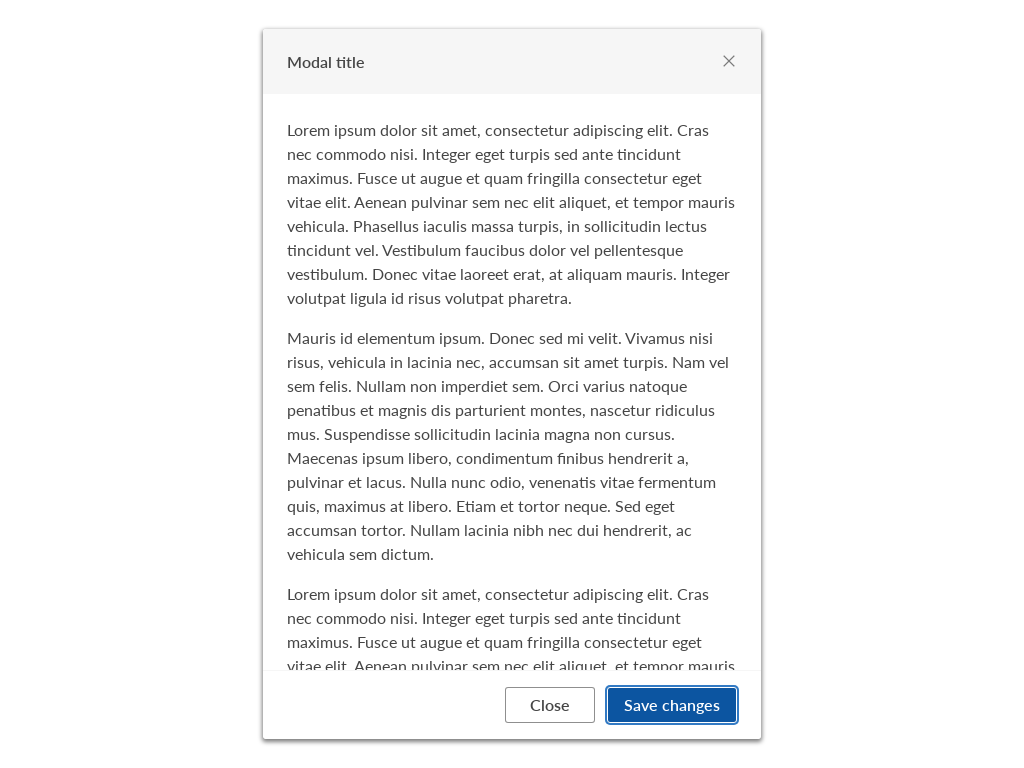 Modal title
Lorem ipsum dolor sit amet, consectetur adipiscing elit. Cras
nec commodo nisi. Integer eget turpis sed ante tincidunt
maximus. Fusce ut augue et quam fringilla consectetur eget
vitae elit. Aenean pulvinar sem nec elit aliquet, et tempor mauris
vehicula. Phasellus iaculis massa turpis, in sollicitudin lectus
tincidunt vel. Vestibulum faucibus dolor vel pellentesque
vestibulum. Donec vitae laoreet erat, at aliquam mauris. Integer
volutpat ligula id risus volutpat pharetra.
Mauris id elementum ipsum. Donec sed mi velit. Vivamus nisi
risus, vehicula in lacinia nec, accumsan sit amet turpis. Nam vel
sem felis. Nullam non imperdiet sem. Orci varius natoque
penatibus et magnis dis parturient montes, nascetur ridiculus
mus. Suspendisse sollicitudin lacinia magna non cursus.
Maecenas ipsum libero, condimentum finibus hendrerit a,
pulvinar et lacus. Nulla nunc odio, venenatis vitae fermentum
quis, maximus at libero. Etiam et tortor neque. Sed eget
accumsan tortor. Nullam lacinia nibh nec dui hendrerit, ac
vehicula sem dictum.
Lorem ipsum dolor sit amet, consectetur adipiscing elit. Cras
nec commodo nisi. Integer eget turpis sed ante tincidunt
maximus. Fusce ut augue et quam fringilla consectetur eget
vitae elit. Aenean pulvinar sem nec elit aliquet, et tempor mauris
Close
Save changes